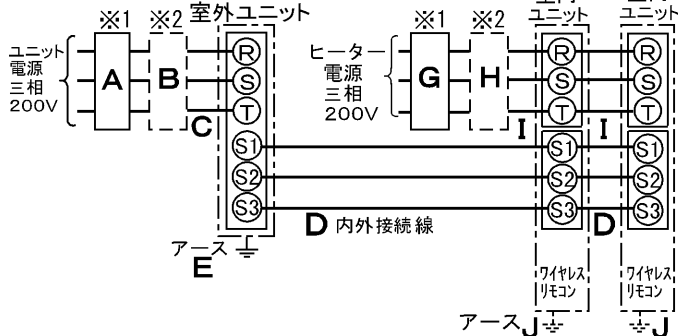 ※1 ※2 室外ユニット
ユニット
電源
三相
200V
A
B
C
R
S
T
S1
S2
S3
アース
E
※1 ※2
ヒーター
電源
三相
200V
G
H
I
ユニット
R
S
T
S1
S2
S3
ワイヤレス
リモコン
アース J
I
ユニット
R
S
T
S1
S2
S3
ワイヤレス
リモコン
J
D 内外接続線
D